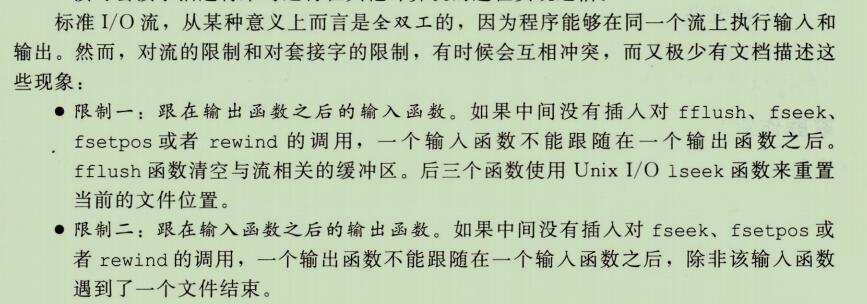 标准 I/O 流，从某种意义上而言是全双工的，因为程序能够在同一个流上执行输入和
输出。然而，对流的限制和对套接字的限制，有时候会互相冲突，而又极少有文档描述这
些现象：
● 限制一：跟在输出函数之后的输入函数。如果中间没有插入对 fflush、fseek、
fsetpos 或者 rewind 的调用，一个输入函数不能跟随在一个输出函数之后。
fflush 函数清空与流相关的缓冲区。后三个函数使用 Unix I/O lseek 函数来重置
当前的文件位置。
● 限制二：跟在输入函数之后的输出函数。如果中间没有插入对 fseek、fsetpos 或
者 rewind 的调用，一个输出函数不能跟随在一个输入函数之后，除非该输入函数
遇到了一个文件结束。